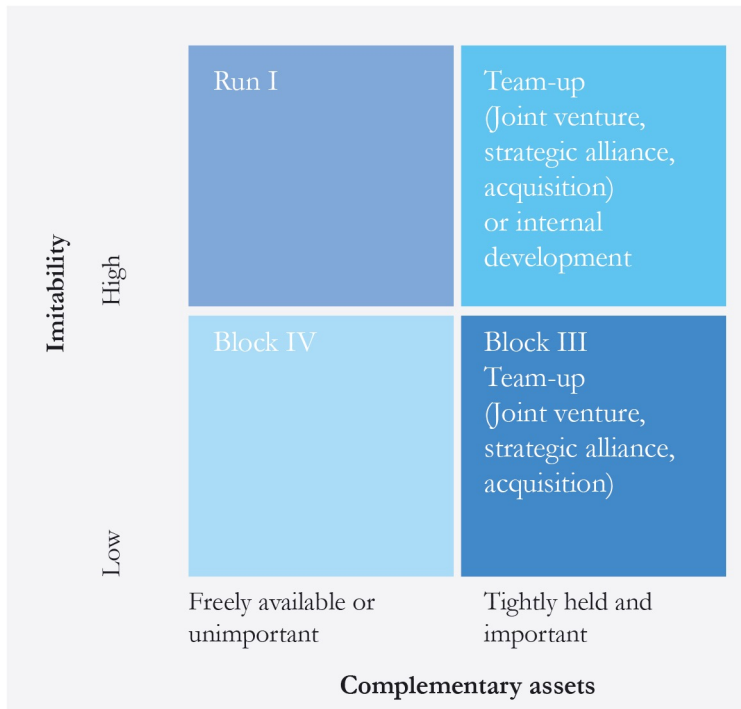 Run I
Team-up
(Joint venture,
strategic alliance,
acquisition)
or internal
development
Imitability
High
Block IV
Block III
Team-up
(Joint venture,
strategic alliance,
acquisition)
Low
Freely available or
unimportant
Tightly held and
important
Complementary assets